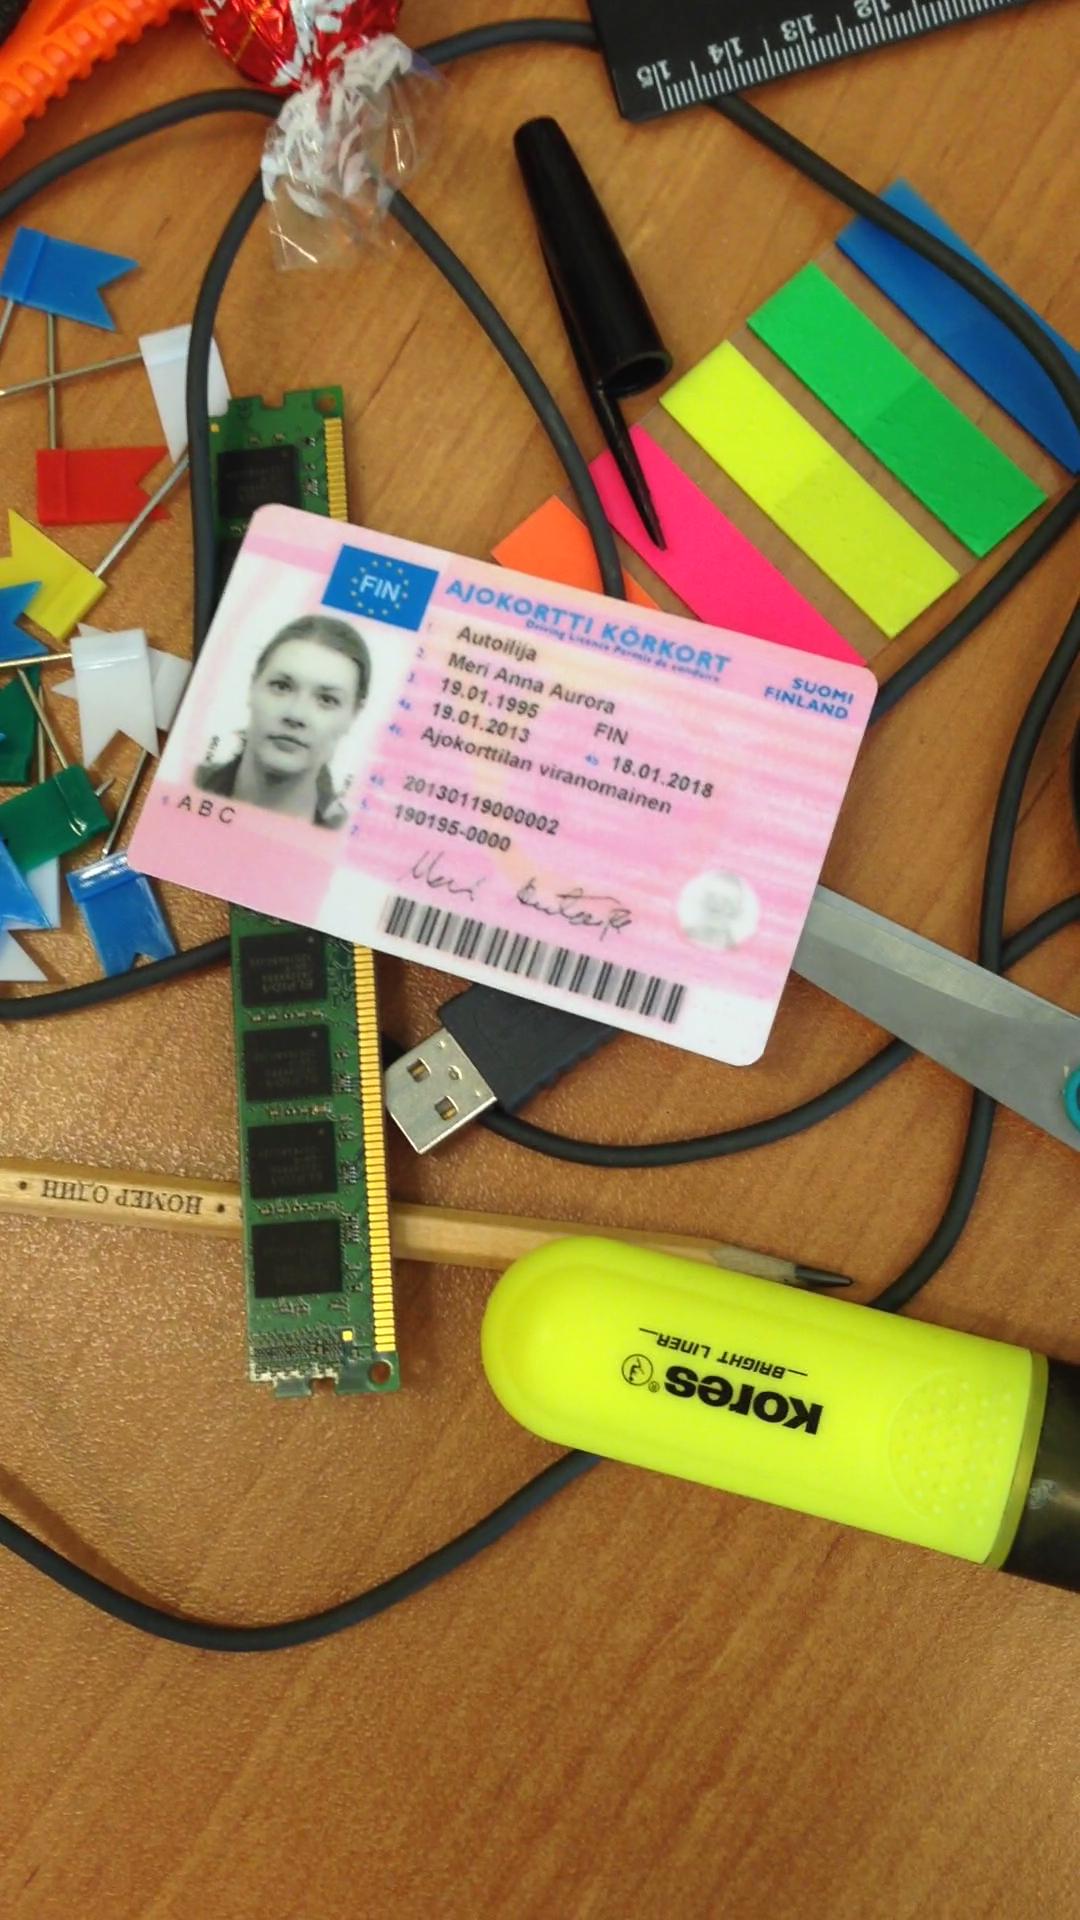 15 14 13 12
FIN
AJOKORTTI KÖRKORT
Driving Licence Permis de conduire
SUOMI
FINLAND
1. Autoilija
2. Meri Anna Aurora
3. 19.01.1995 FIN
4a. 19.01.2013 4b. 18.01.2018
4c. Ajokorttilan viranomainen
4d. 20130119000002
5. 190195-0000
7.
9. A B C
ELPIDA
ELPIDA
• НОМЕР ОДИН •
Kores®
BRIGHT LINER